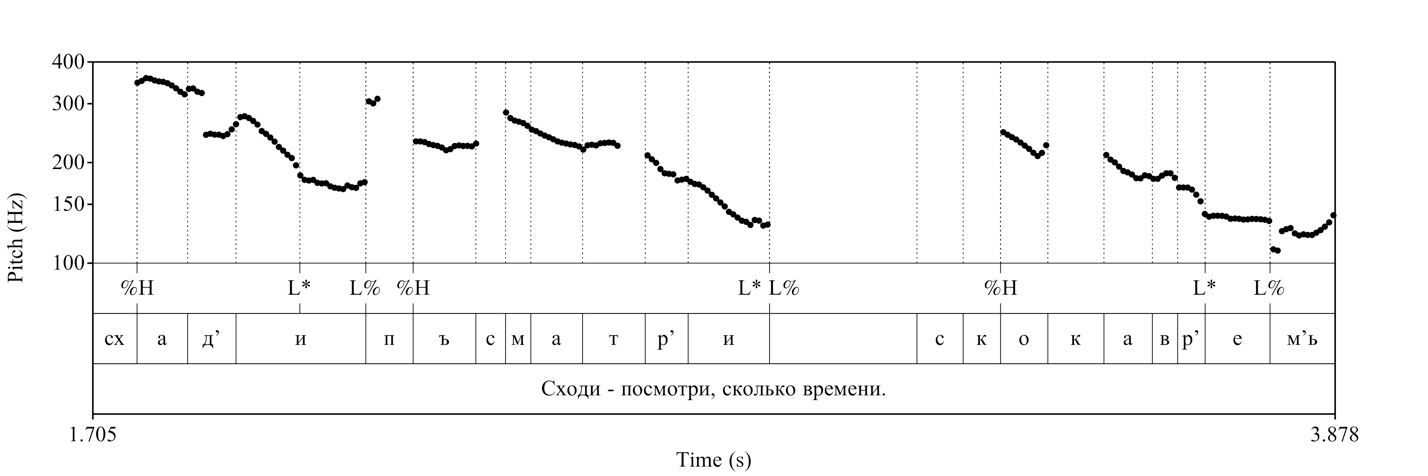 400
300
200
150
100
Pitch (Hz)
%H L* L% %H L* L% %H L* L%
сх а д’ и п ъ с м а т р’ и с к о к а в р’ е м’ь
Сходи - посмотри, сколько времени.
1.705 3.878
Time (s)